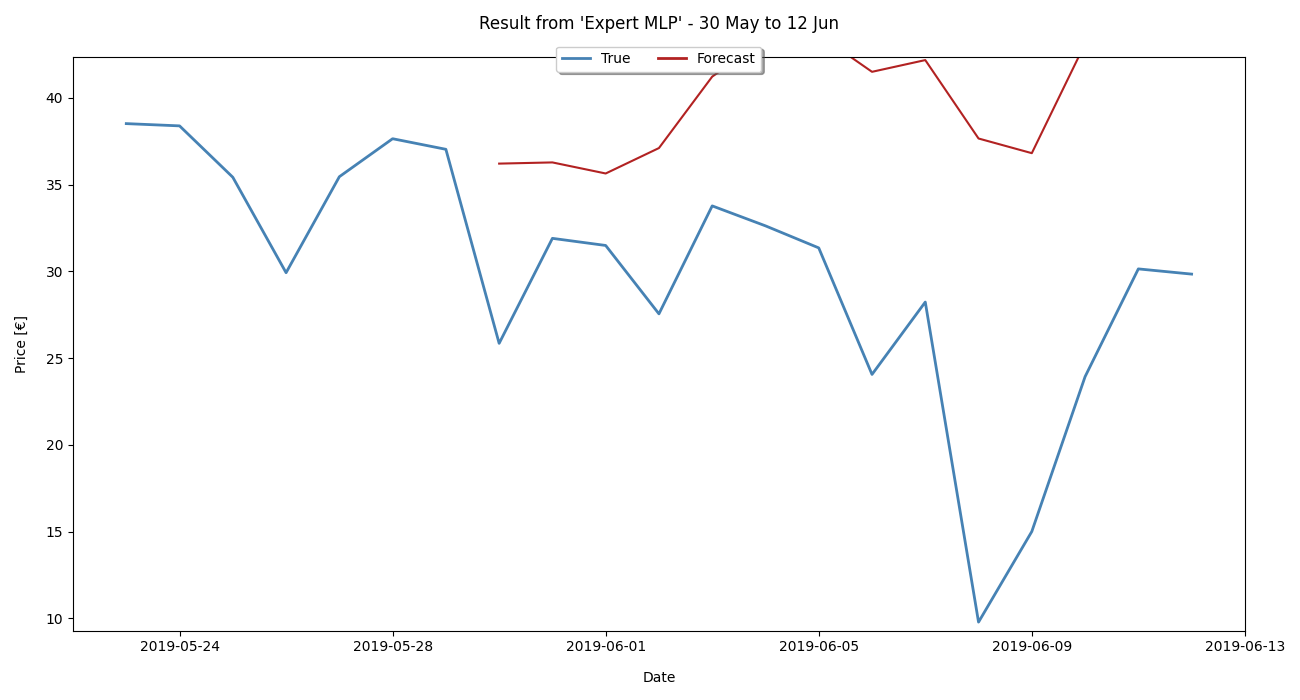 Result from 'Expert MLP' - 30 May to 12 Jun
True Forecast
40
35
30
25
20
15
10
Price [€]
2019-05-24 2019-05-28 2019-06-01 2019-06-05 2019-06-09 2019-06-13
Date